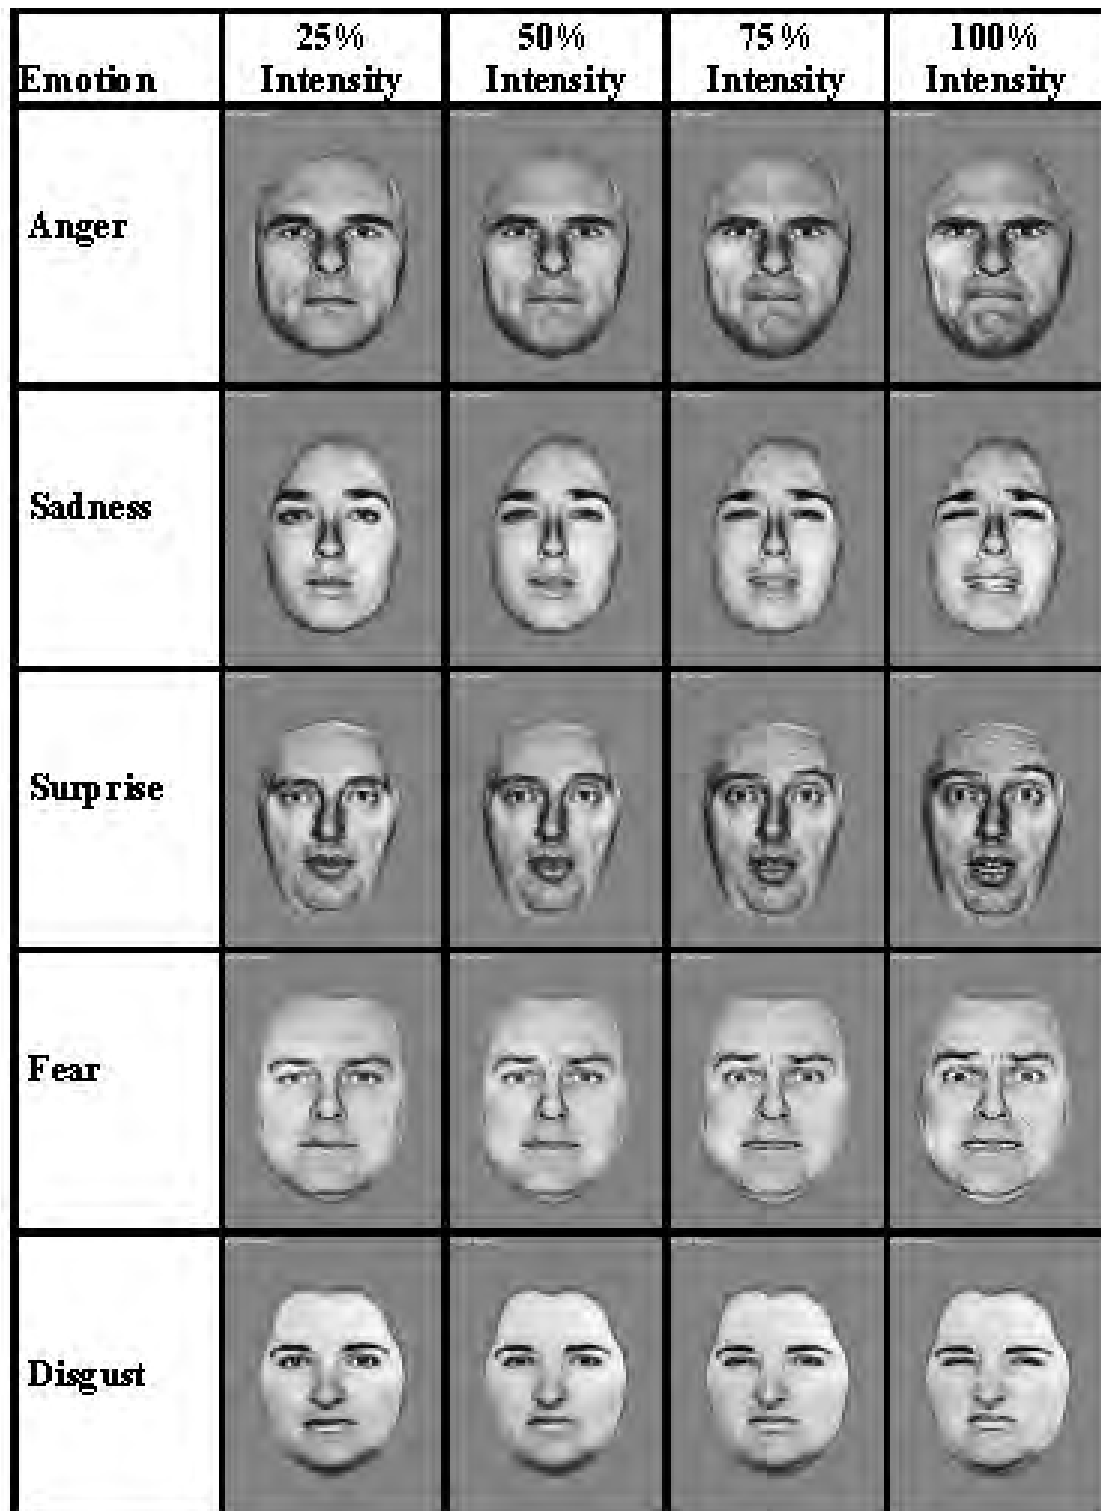 Emotion
25%
Intensity
50%
Intensity
75%
Intensity
100%
Intensity
Anger
Sadness
Surprise
Fear
Disgust